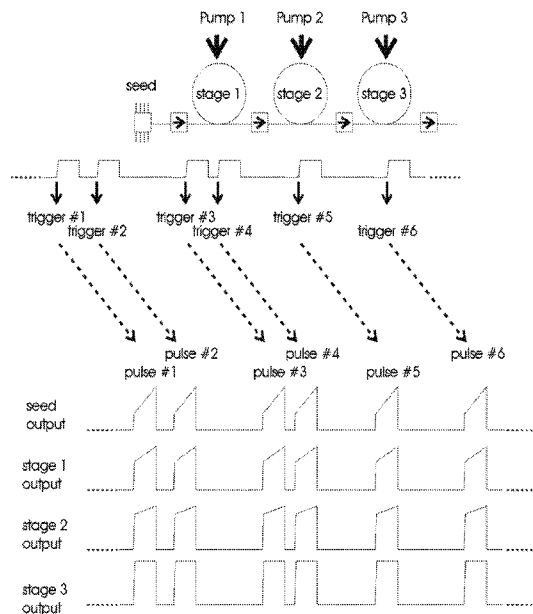 Pump 1 Pump 2 Pump 3
seed
stage 1 stage 2 stage 3
trigger #1 trigger #3 trigger #5 trigger #6
trigger #2 trigger #4
pulse #2 pulse #4 pulse #6
pulse #1 pulse #3 pulse #5
seed
output
stage 1
output
stage 2
output
stage 3
output